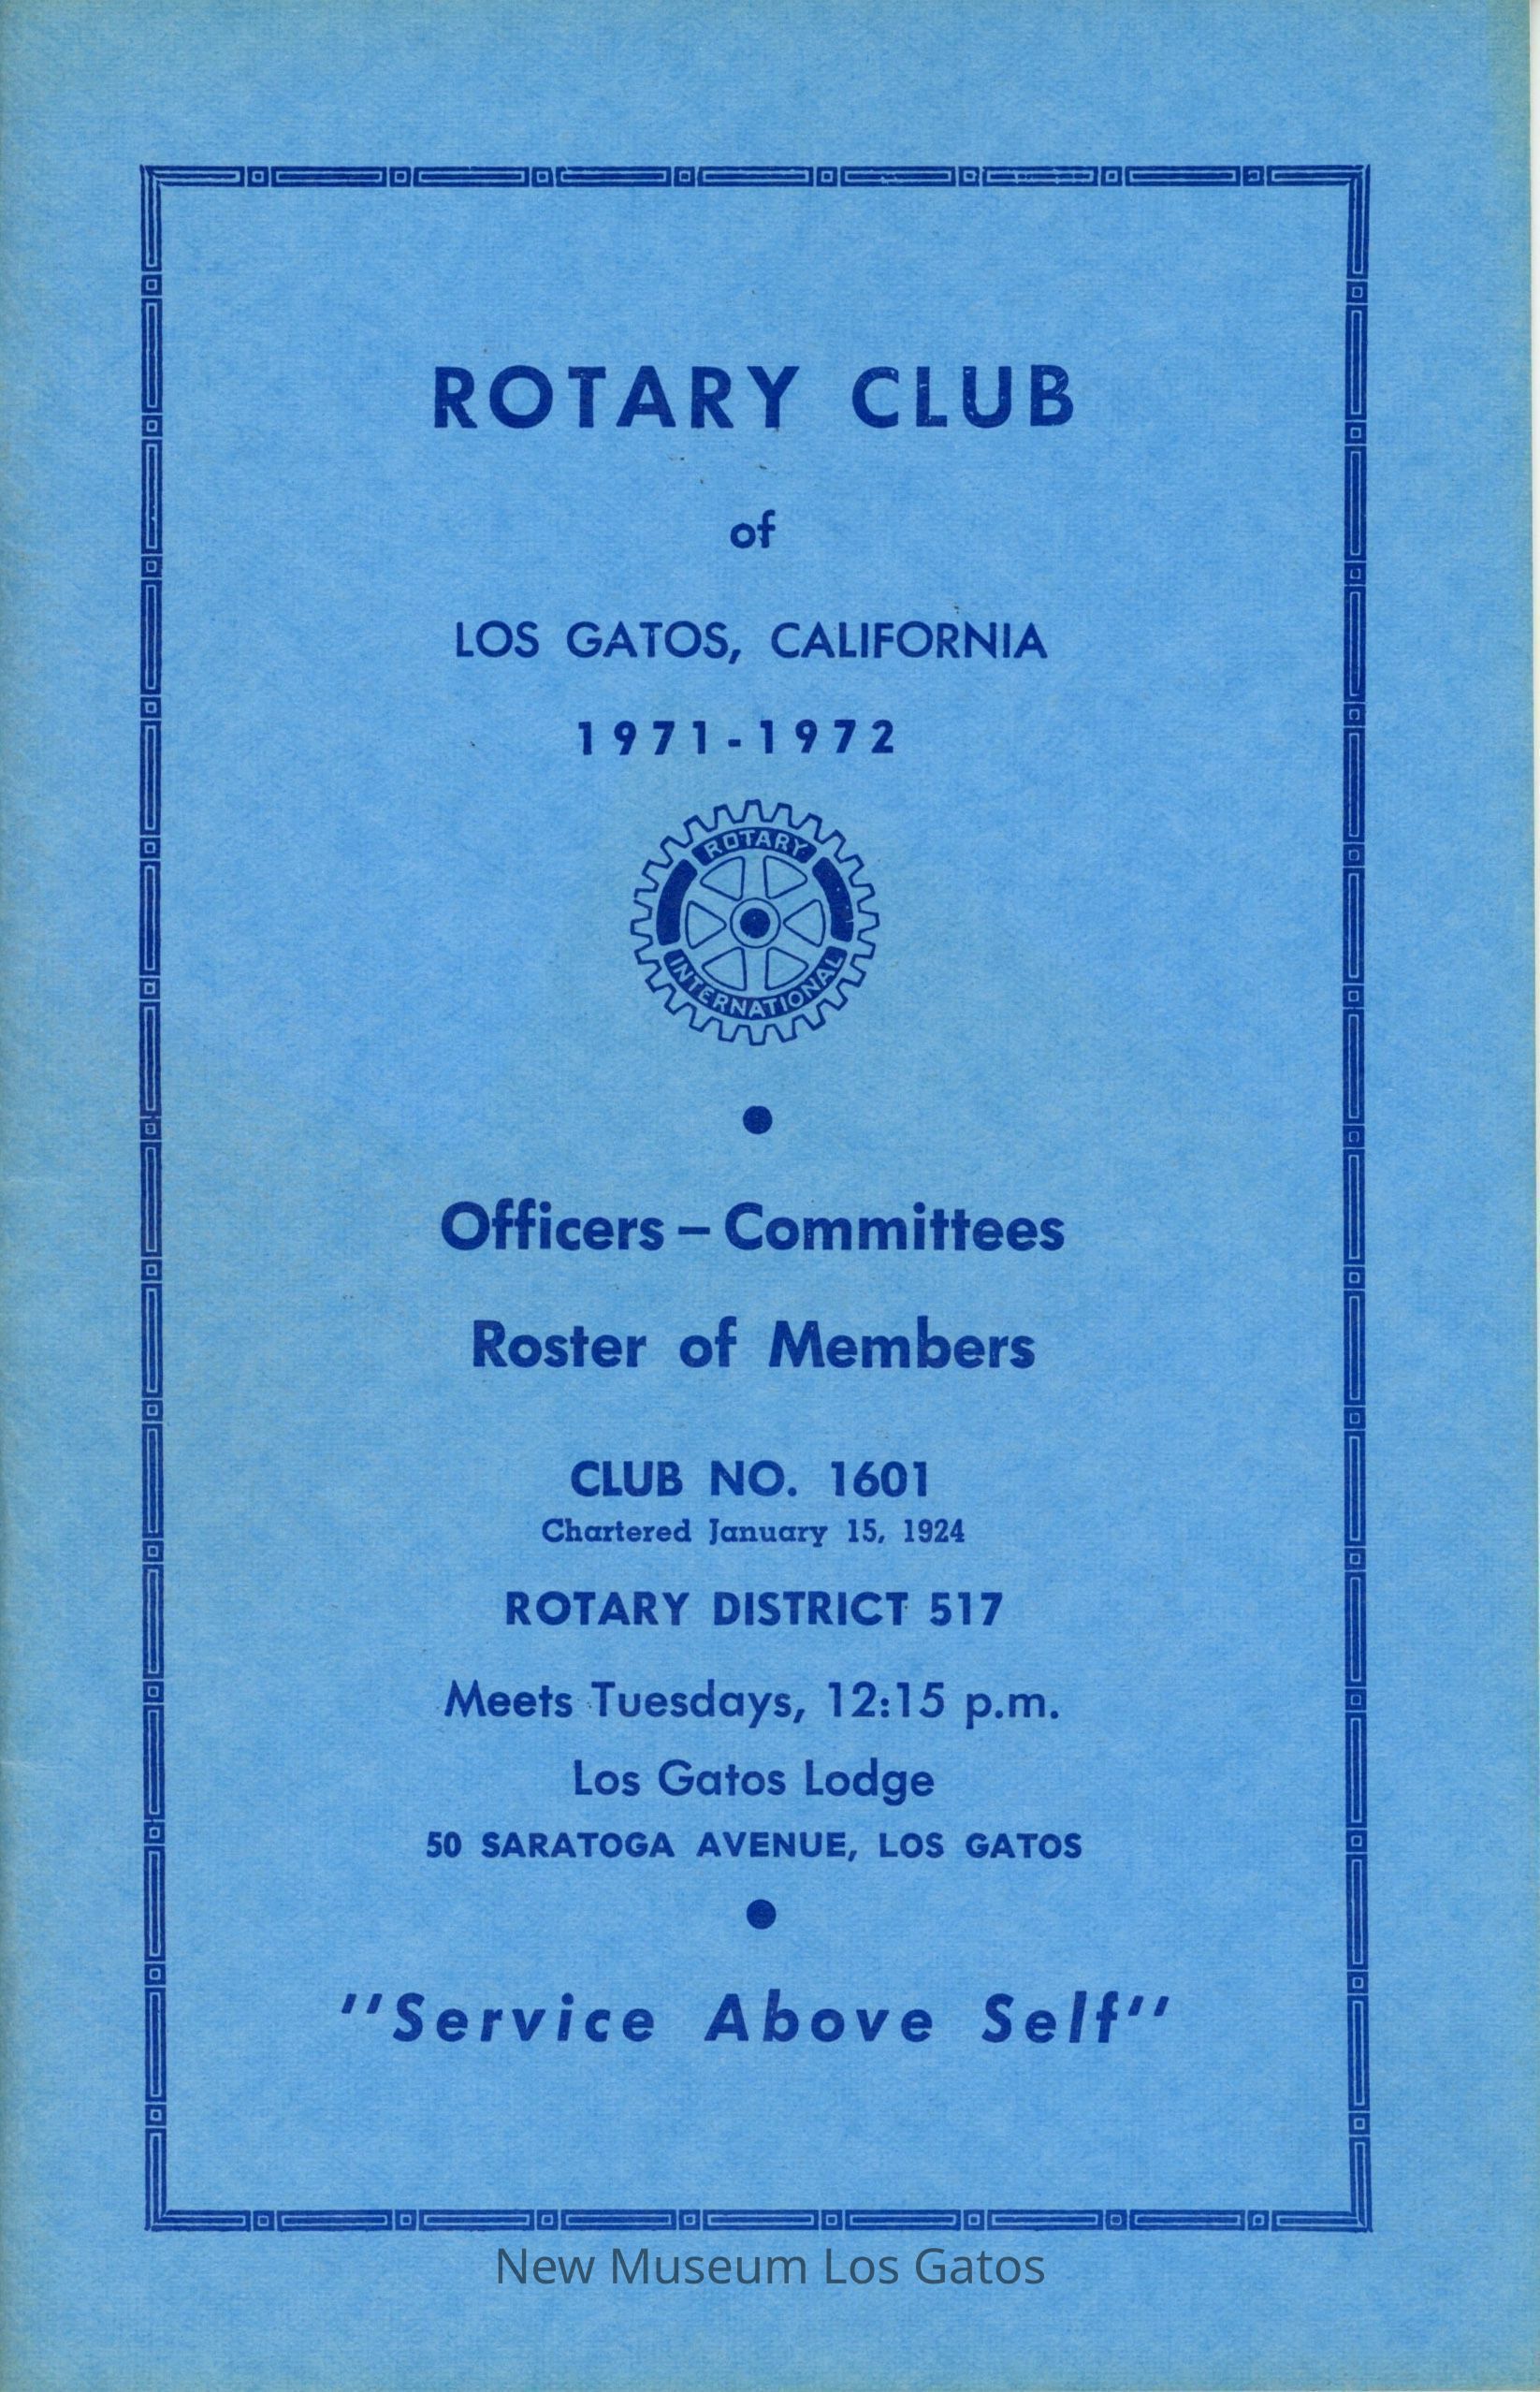 ROTARY CLUB
of
LOS GATOS, CALIFORNIA
1971-1972
ROTARY
INTERNATIONAL
Officers – Committees
Roster of Members
CLUB NO. 1601
Chartered January 15, 1924
ROTARY DISTRICT 517
Meets Tuesdays, 12:15 p.m.
Los Gatos Lodge
50 SARATOGA AVENUE, LOS GATOS
"Service Above Self"
New Museum Los Gatos